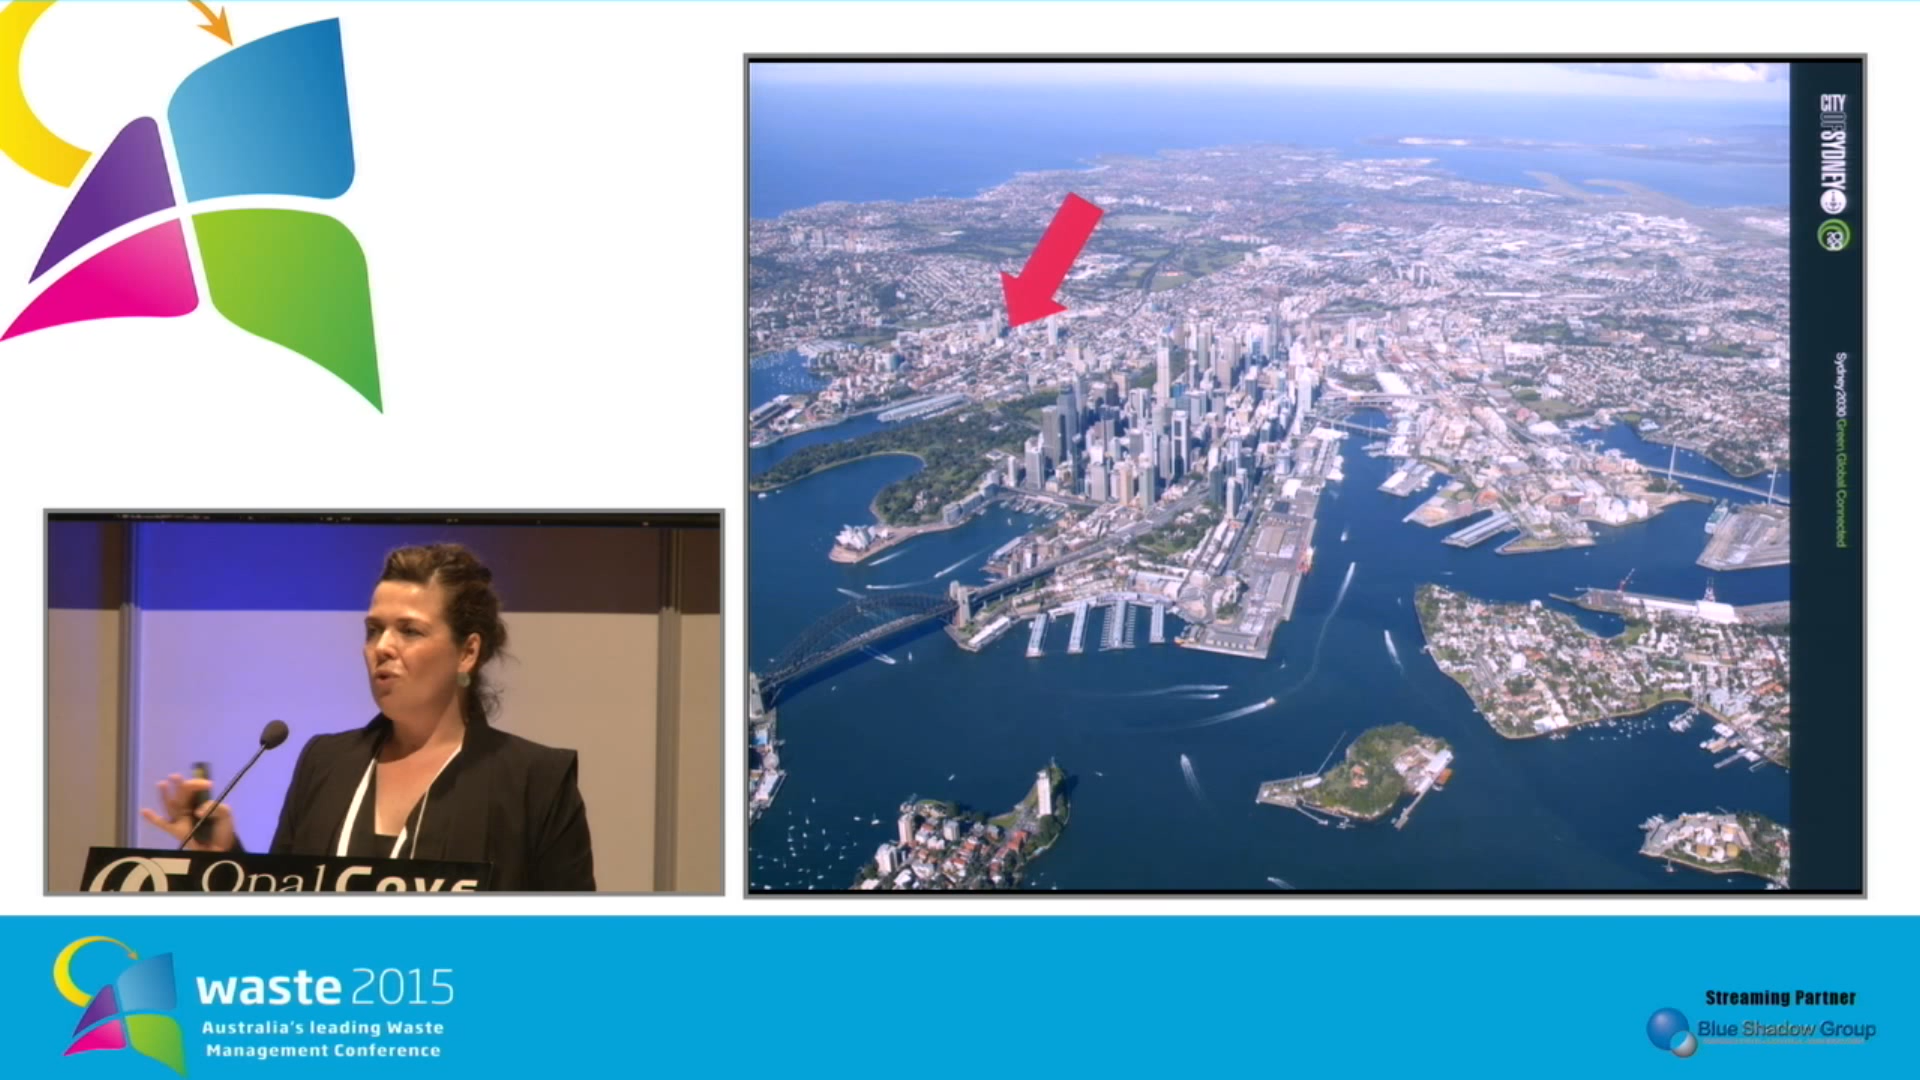 CITY OF SYDNEY
Sydney2030 Green Global Connected
Opal Cove
waste 2015
Australia's leading Waste
Management Conference
Streaming Partner
Blue Shadow Group